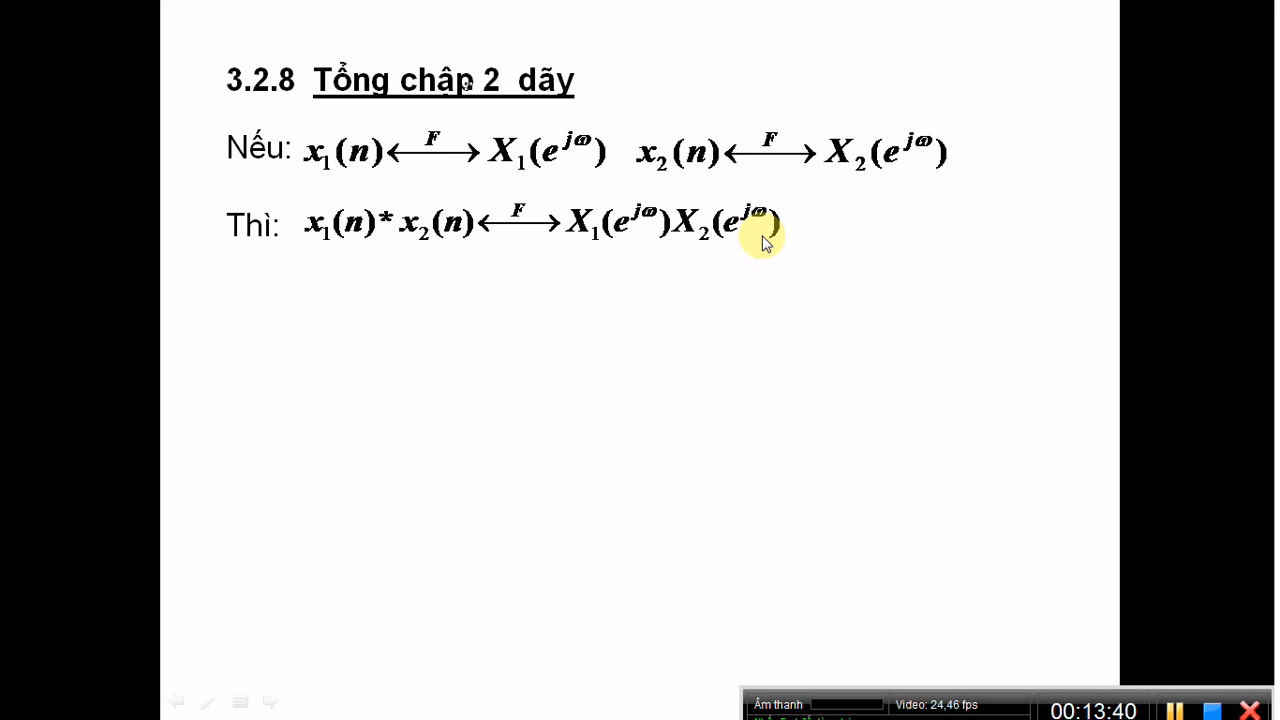 3.2.8 Tổng chập 2 dãy
Nếu: x₁(n) ←F→ X₁(e^{jω}) x₂(n) ←F→ X₂(e^{jω})
Thì: x₁(n) * x₂(n) ←F→ X₁(e^{jω})X₂(e^{jω})
Âm thanh Video: 24,46 fps
00:13:40